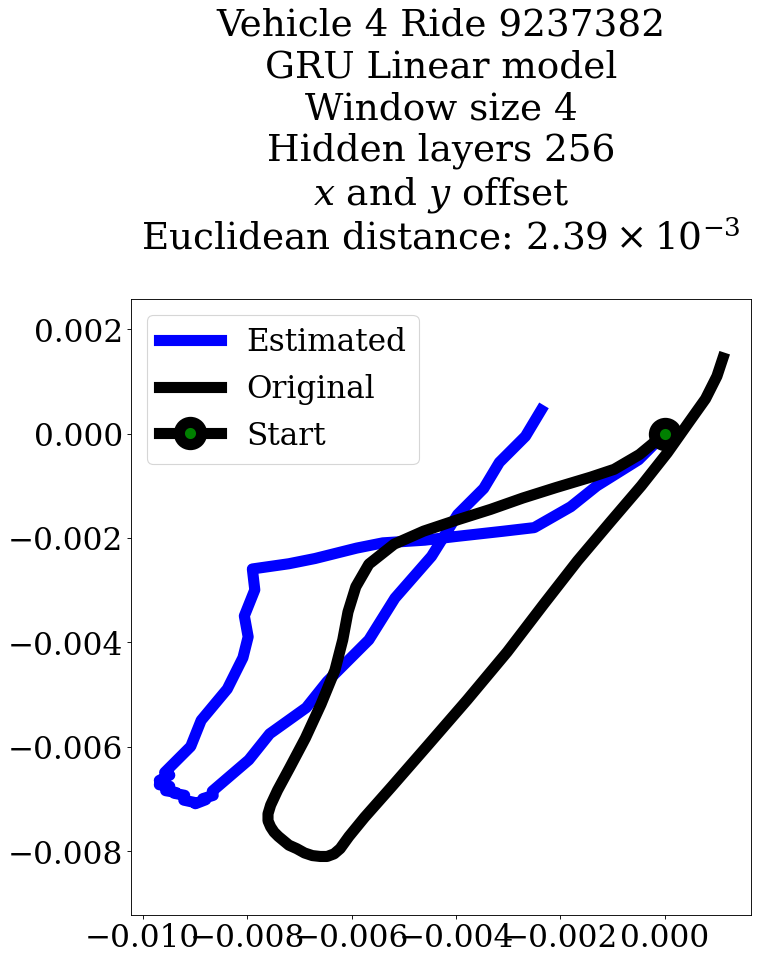 Vehicle 4 Ride 9237382
GRU Linear model
Window size 4
Hidden layers 256
x and y offset
Euclidean distance: 2.39 × 10⁻³
Estimated
Original
Start
0.002
0.000
−0.002
−0.004
−0.006
−0.008
−0.010 −0.008 −0.006 −0.004 −0.002 0.000